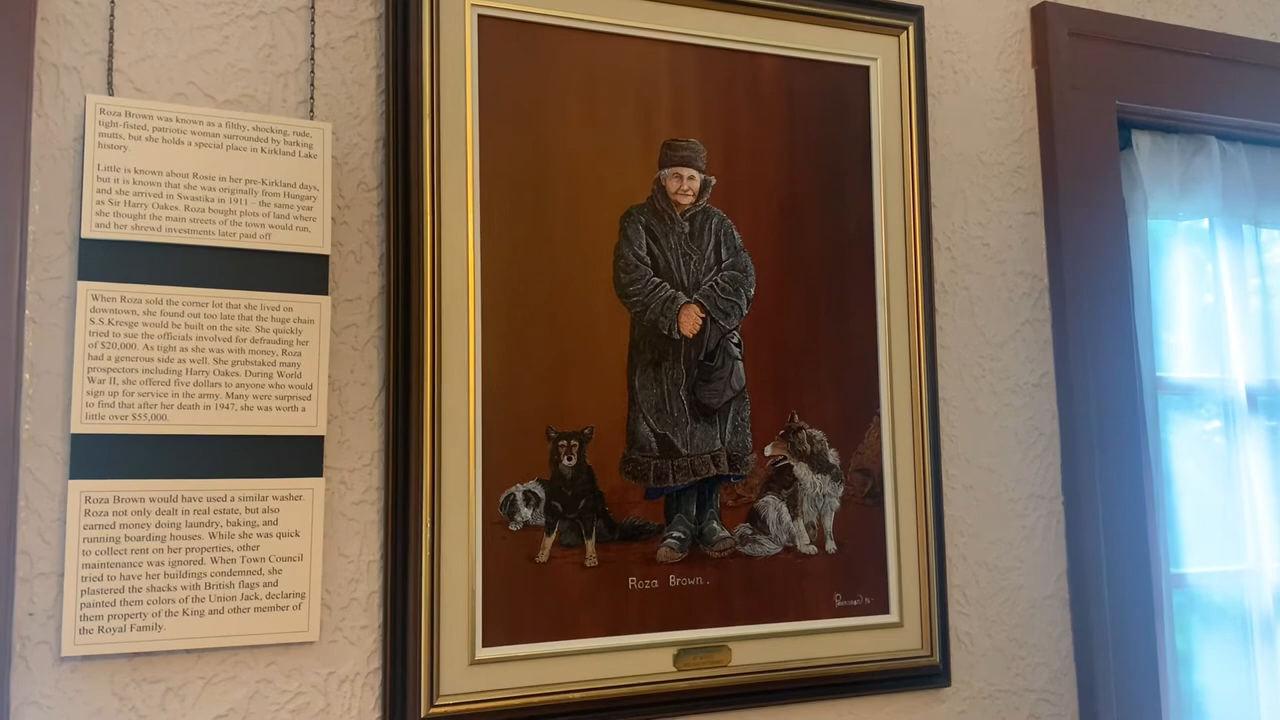 Roza Brown was known as a filthy, shocking, rude,
tight-fisted, patriotic woman surrounded by barking
mutts, but she holds a special place in Kirkland Lake
history.
Little is known about Rosie in her pre-Kirkland days,
but it is known that she was originally from Hungary
and she arrived in Swastika in 1911 – the same year
as Sir Harry Oakes. Roza bought plots of land where
she thought the main streets of the town would run,
and her shrewd investments later paid off
When Roza sold the corner lot that she lived on
downtown, she found out too late that the huge chain
S.S.Kresge would be built on the site. She quickly
tried to sue the officials involved for defrauding her
of $20,000. As tight as she was with money, Roza
had a generous side as well. She grubstaked many
prospectors including Harry Oakes. During World
War II, she offered five dollars to anyone who would
sign up for service in the army. Many were surprised
to find that after her death in 1947, she was worth a
little over $55,000.
Roza Brown would have used a similar washer.
Roza not only dealt in real estate, but also
earned money doing laundry, baking, and
running boarding houses. While she was quick
to collect rent on her properties, other
maintenance was ignored. When Town Council
tried to have her buildings condemned, she
plastered the shacks with British flags and
painted them colors of the Union Jack, declaring
them property of the King and other member of
the Royal Family.
Roza Brown.